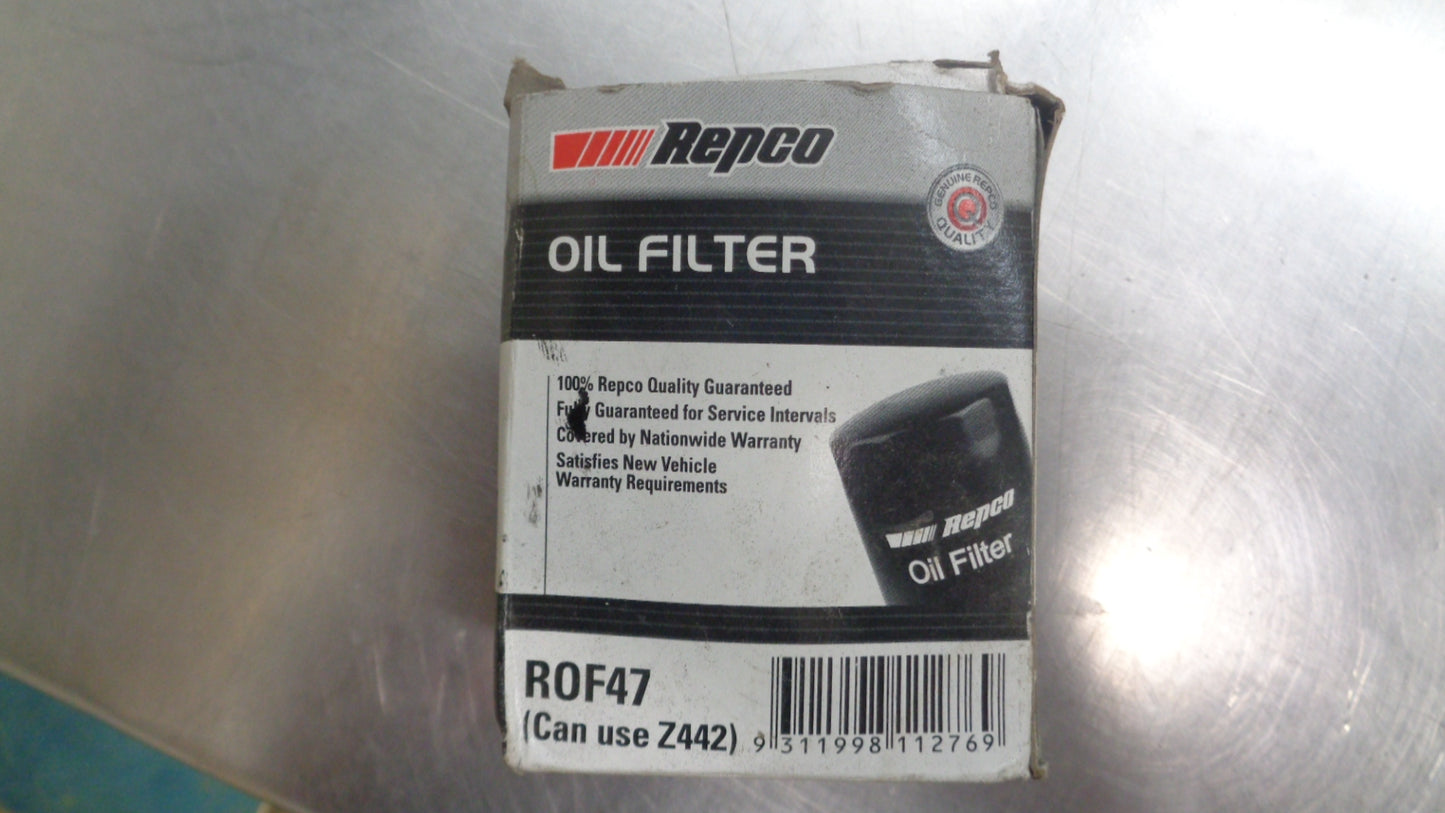 Repco
GENUINE REPCO
Q
QUALITY
OIL FILTER
100% Repco Quality Guaranteed
Fully Guaranteed for Service Intervals
Covered by Nationwide Warranty
Satisfies New Vehicle
Warranty Requirements
Repco
Oil Filter
ROF47
(Can use Z442)
9 311998 112769